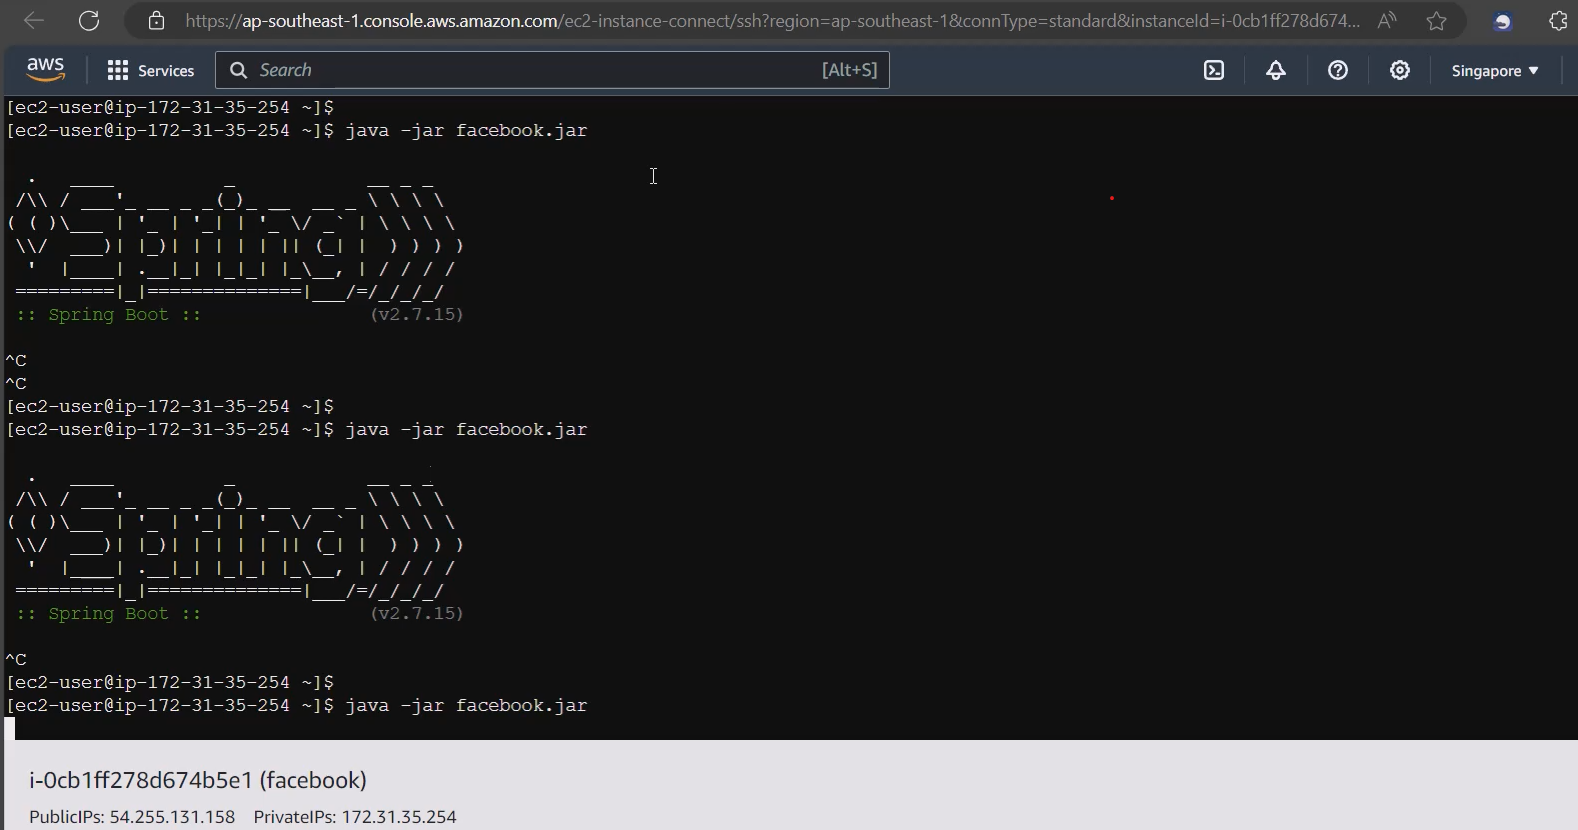 https://ap-southeast-1.console.aws.amazon.com/ec2-instance-connect/ssh?region=ap-southeast-1&connType=standard&instanceId=i-0cb1ff278d674...
aws Services Search [Alt+S] Singapore
[ec2-user@ip-172-31-35-254 ~]$
[ec2-user@ip-172-31-35-254 ~]$ java -jar facebook.jar
  .   ____          _            __ _ _
 /\\ / ___'_ __ _ _(_)_ __  __ _ \ \ \ \
( ( )\___ | '_ | '_| | '_ \/ _` | \ \ \ \
 \\/  ___)| |_)| | | | | || (_| |  ) ) ) )
  '  |____| .__|_| |_|_| |_\__, | / / / /
 =========|_|==============|___/=/_/_/_/
 :: Spring Boot ::               (v2.7.15)
^C
^C
[ec2-user@ip-172-31-35-254 ~]$
[ec2-user@ip-172-31-35-254 ~]$ java -jar facebook.jar
  .   ____          _            __ _ _
 /\\ / ___'_ __ _ _(_)_ __  __ _ \ \ \ \
( ( )\___ | '_ | '_| | '_ \/ _` | \ \ \ \
 \\/  ___)| |_)| | | | | || (_| |  ) ) ) )
  '  |____| .__|_| |_|_| |_\__, | / / / /
 =========|_|==============|___/=/_/_/_/
 :: Spring Boot ::               (v2.7.15)
^C
[ec2-user@ip-172-31-35-254 ~]$
[ec2-user@ip-172-31-35-254 ~]$ java -jar facebook.jar
i-0cb1ff278d674b5e1 (facebook)
PublicIPs: 54.255.131.158 PrivateIPs: 172.31.35.254